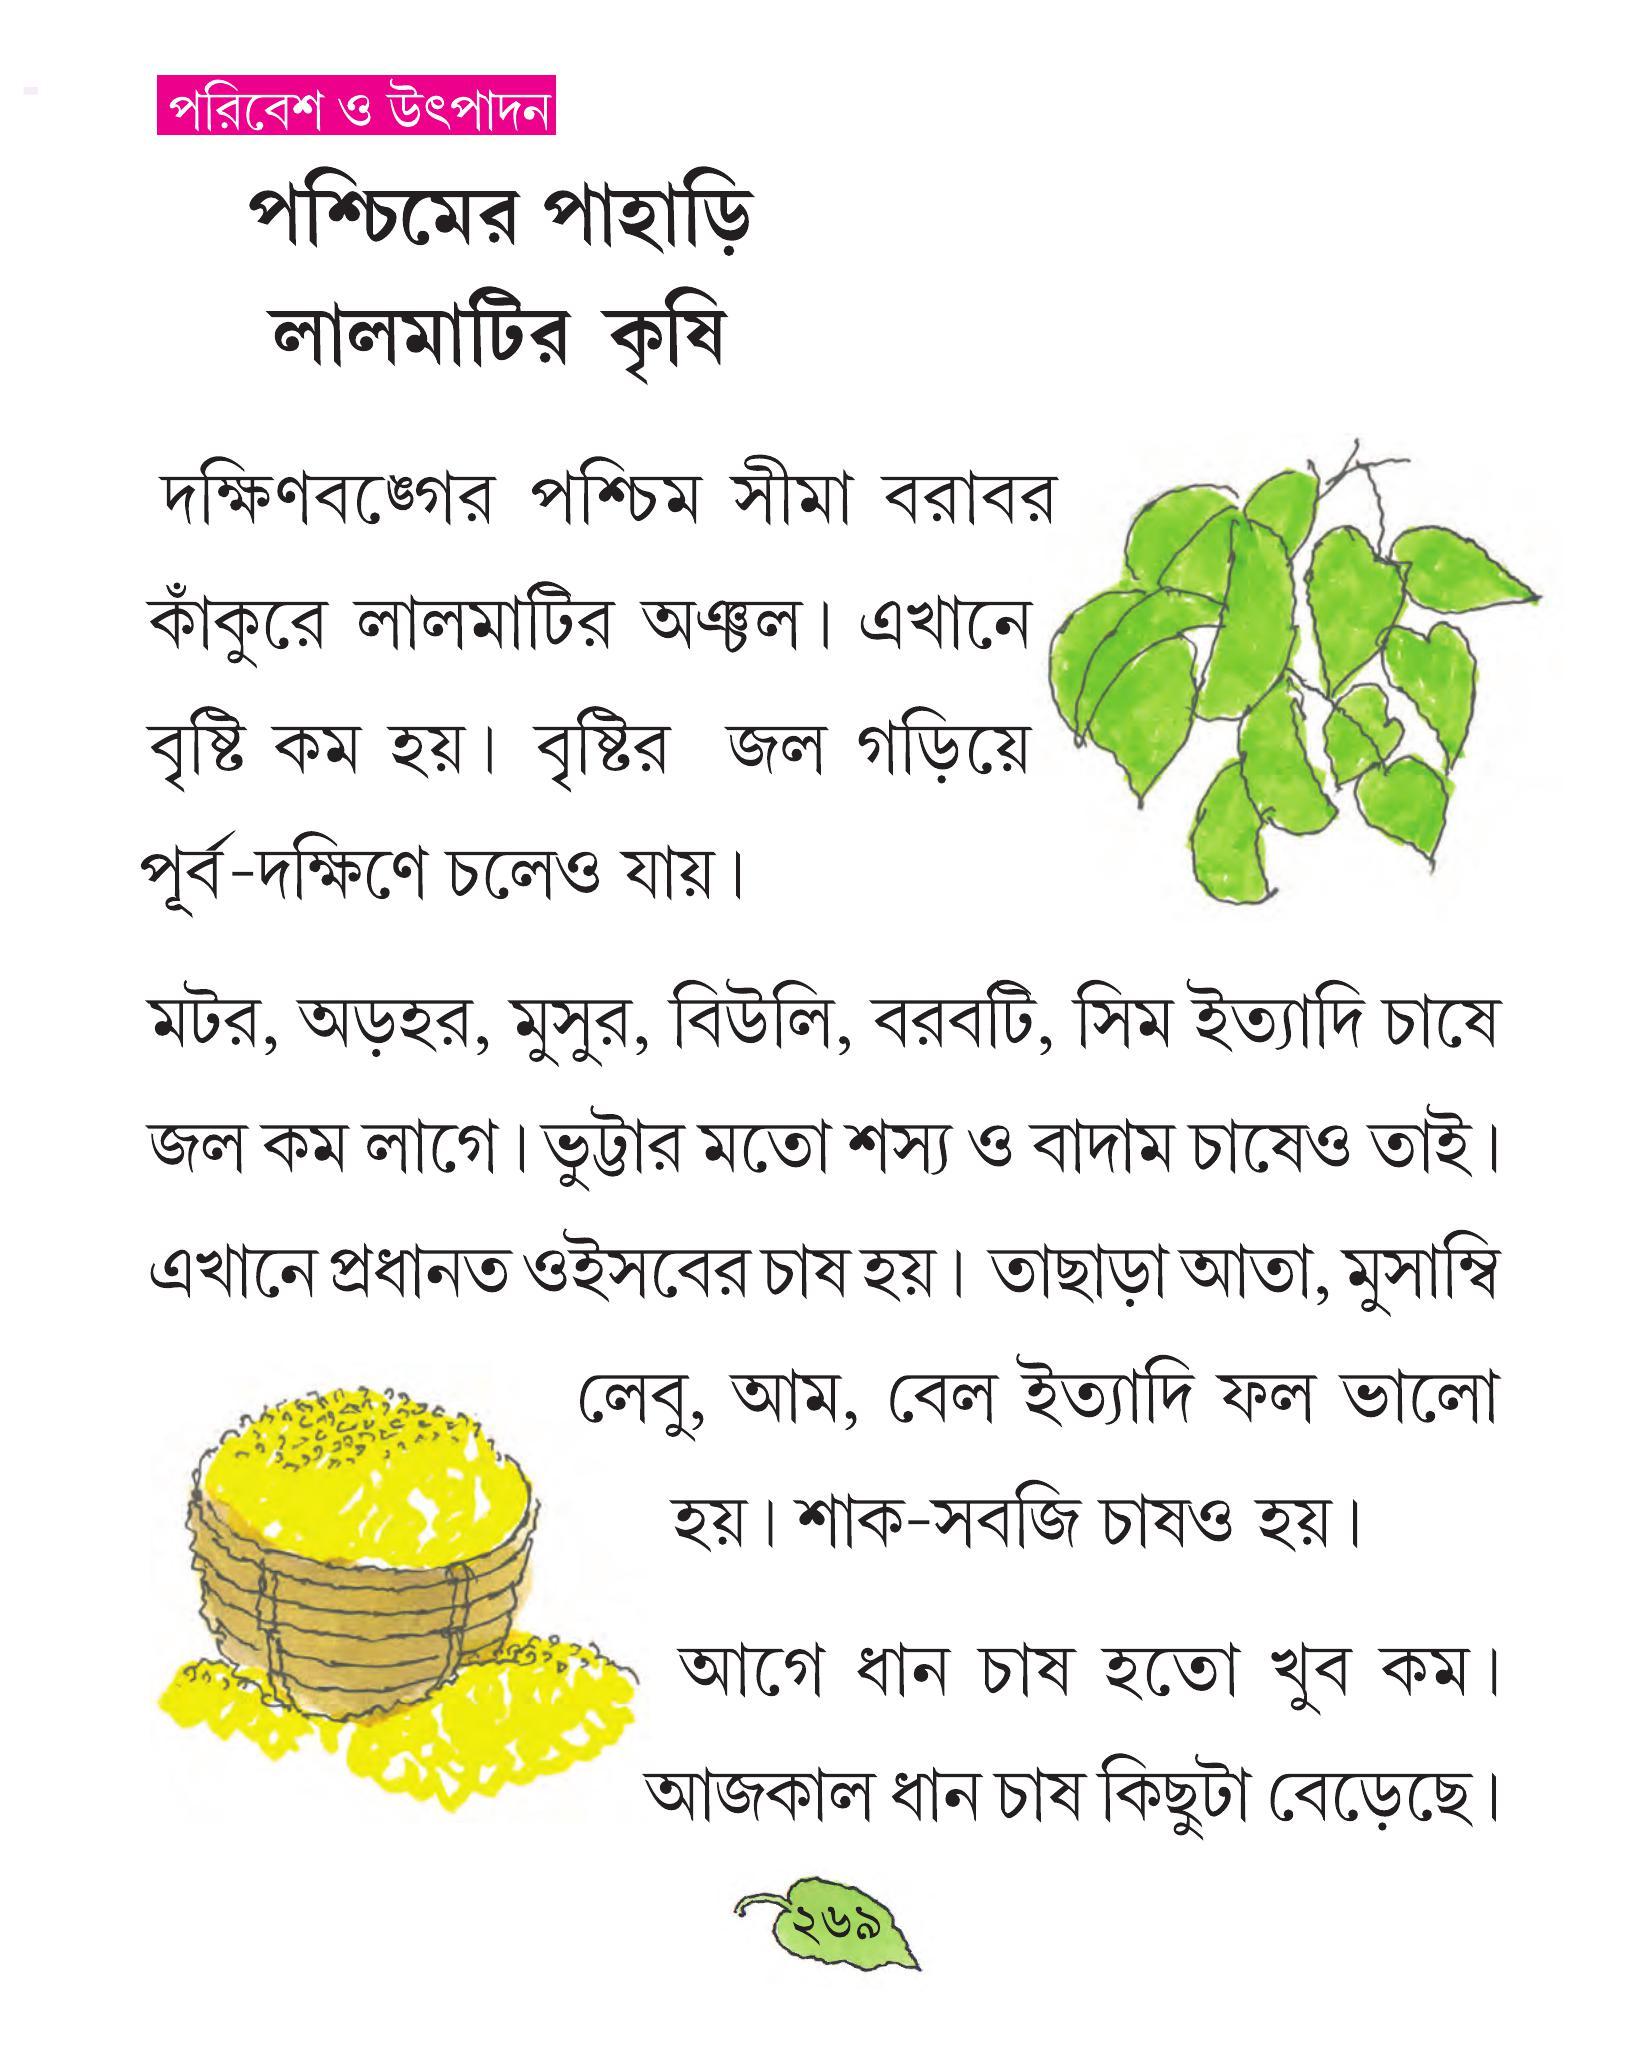 পরিবেশ ও উৎপাদন
পশ্চিমের পাহাড়ি
লালমাটির কৃষি
দক্ষিণবঙ্গের পশ্চিম সীমা বরাবর
কাঁকুরে লালমাটির অঞ্চল। এখানে
বৃষ্টি কম হয়। বৃষ্টির জল গড়িয়ে
পূর্ব-দক্ষিণে চলেও যায়।
মটর, অড়হর, মুসুর, বিউলি, বরবটি, সিম ইত্যাদি চাষে
জল কম লাগে। ভুট্টার মতো শস্য ও বাদাম চাষেও তাই।
এখানে প্রধানত ওইসবের চাষ হয়। তাছাড়া আতা, মুসাম্বি
লেবু, আম, বেল ইত্যাদি ফল ভালো
হয়। শাক-সবজি চাষও হয়।
আগে ধান চাষ হতো খুব কম।
আজকাল ধান চাষ কিছুটা বেড়েছে।
২৬৯